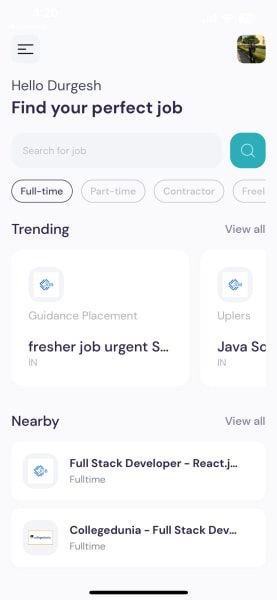 4:20
Hello Durgesh
Find your perfect job
Search for job
Full-time
Part-time
Contractor
Freel
Trending
View all
Guidance Placement
fresher job urgent S...
IN
Uplers
Java Sc
IN
Nearby
View all
Full Stack Developer - React.j...
Fulltime
Collegedunia - Full Stack Dev...
Fulltime